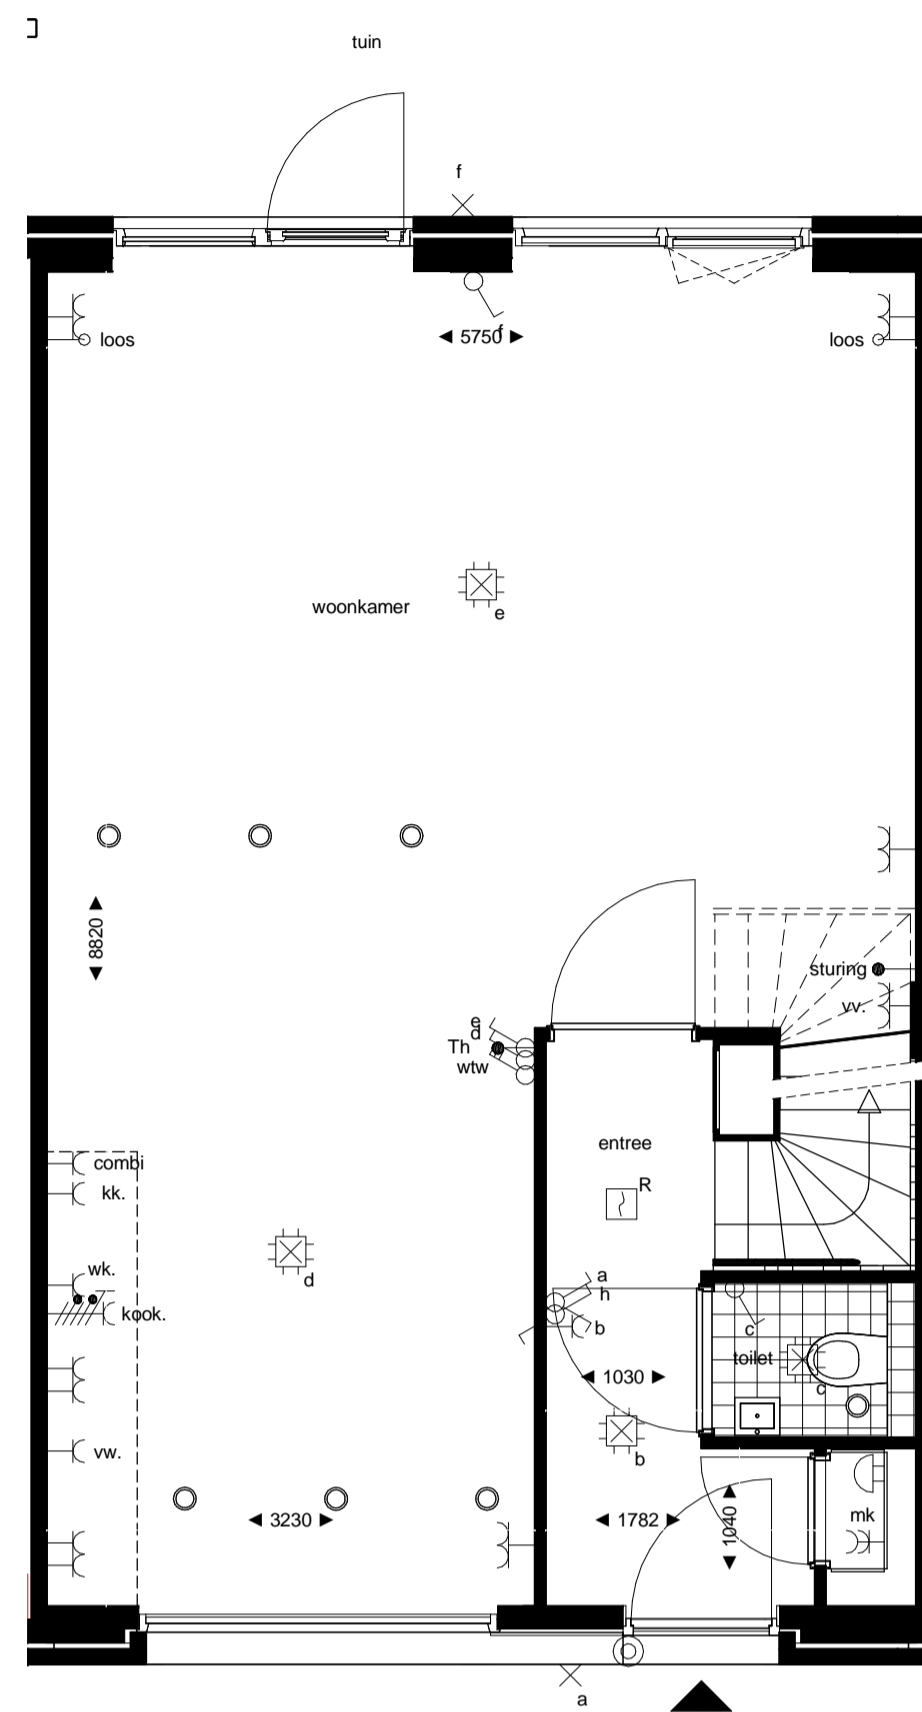 tuin
f
f
5750
loos
loos
woonkamer
e
8820
sturing
vv.
e
d
Th
wtw
entree
R
combi
kk.
wk.
kook.
d
a
h
b
c
toilet
c
1030
b
vw.
3230
1782
1040
mk
a